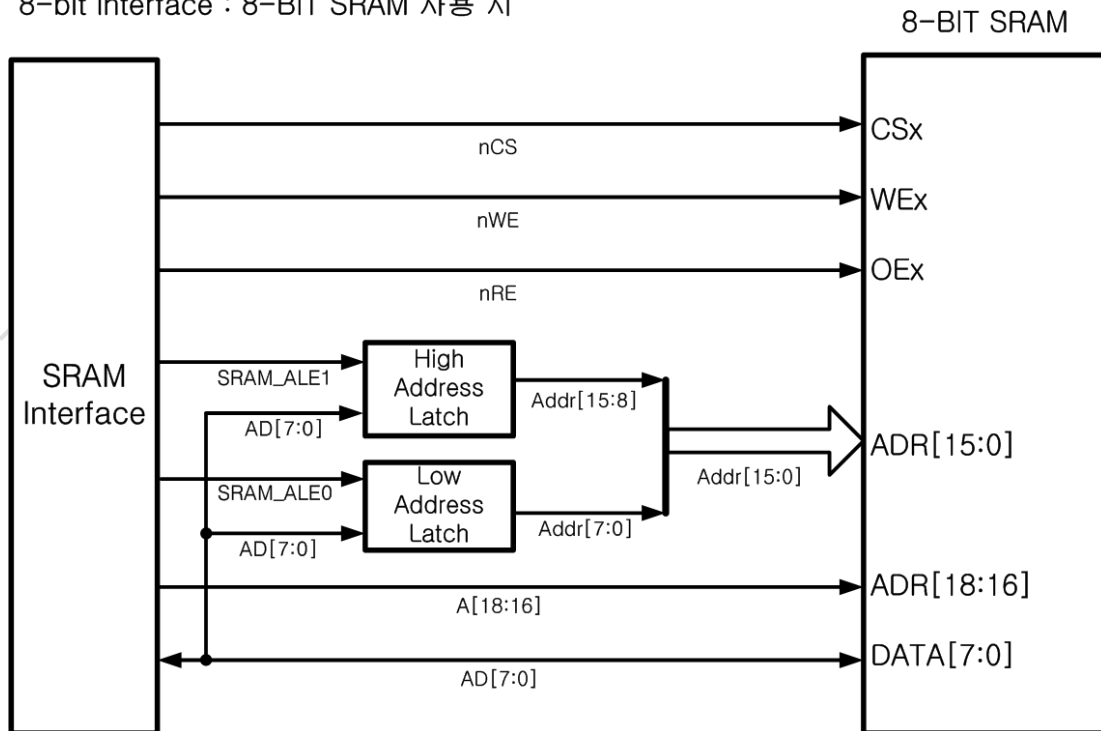 8-bit Interface : 8-BIT SRAM 사용 시
8-BIT SRAM
nCS
CSx
nWE
WEx
nRE
OEx
SRAM
Interface
SRAM_ALE1
AD[7:0]
High
Address
Latch
Addr[15:8]
SRAM_ALE0
AD[7:0]
Low
Address
Latch
Addr[7:0]
Addr[15:0]
ADR[15:0]
A[18:16]
ADR[18:16]
AD[7:0]
DATA[7:0]